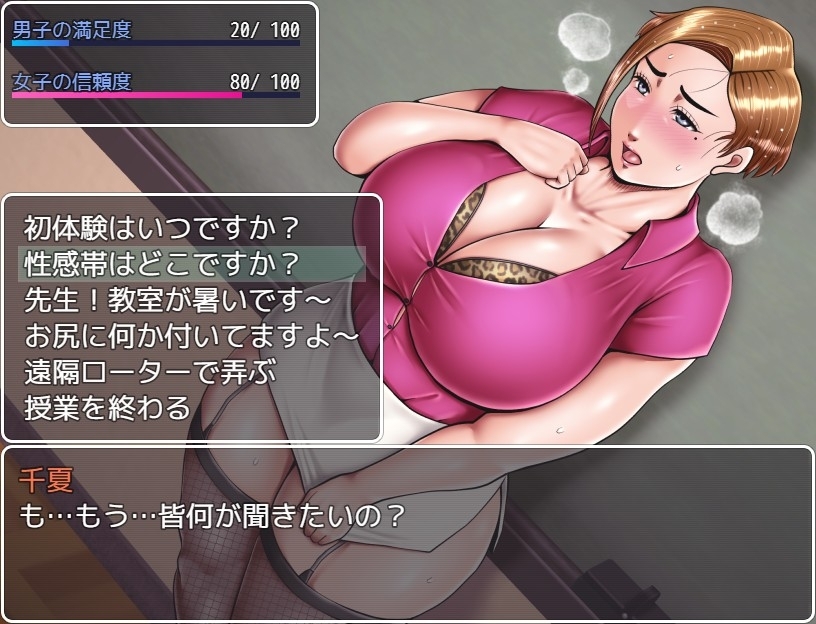 男子の満足度 20/ 100
女子の信頼度 80/ 100
初体験はいつですか？
性感帯はどこですか？
先生！教室が暑いです～
お尻に何か付いてますよ～
遠隔ローターで弄ぶ
授業を終わる
千夏
も…もう…皆何が聞きたいの？